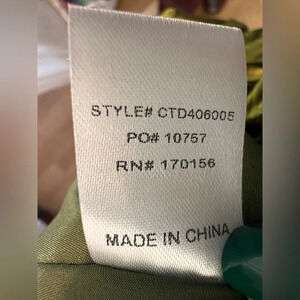 STYLE# CTD406005
PO# 10757
RN# 170156
MADE IN CHINA